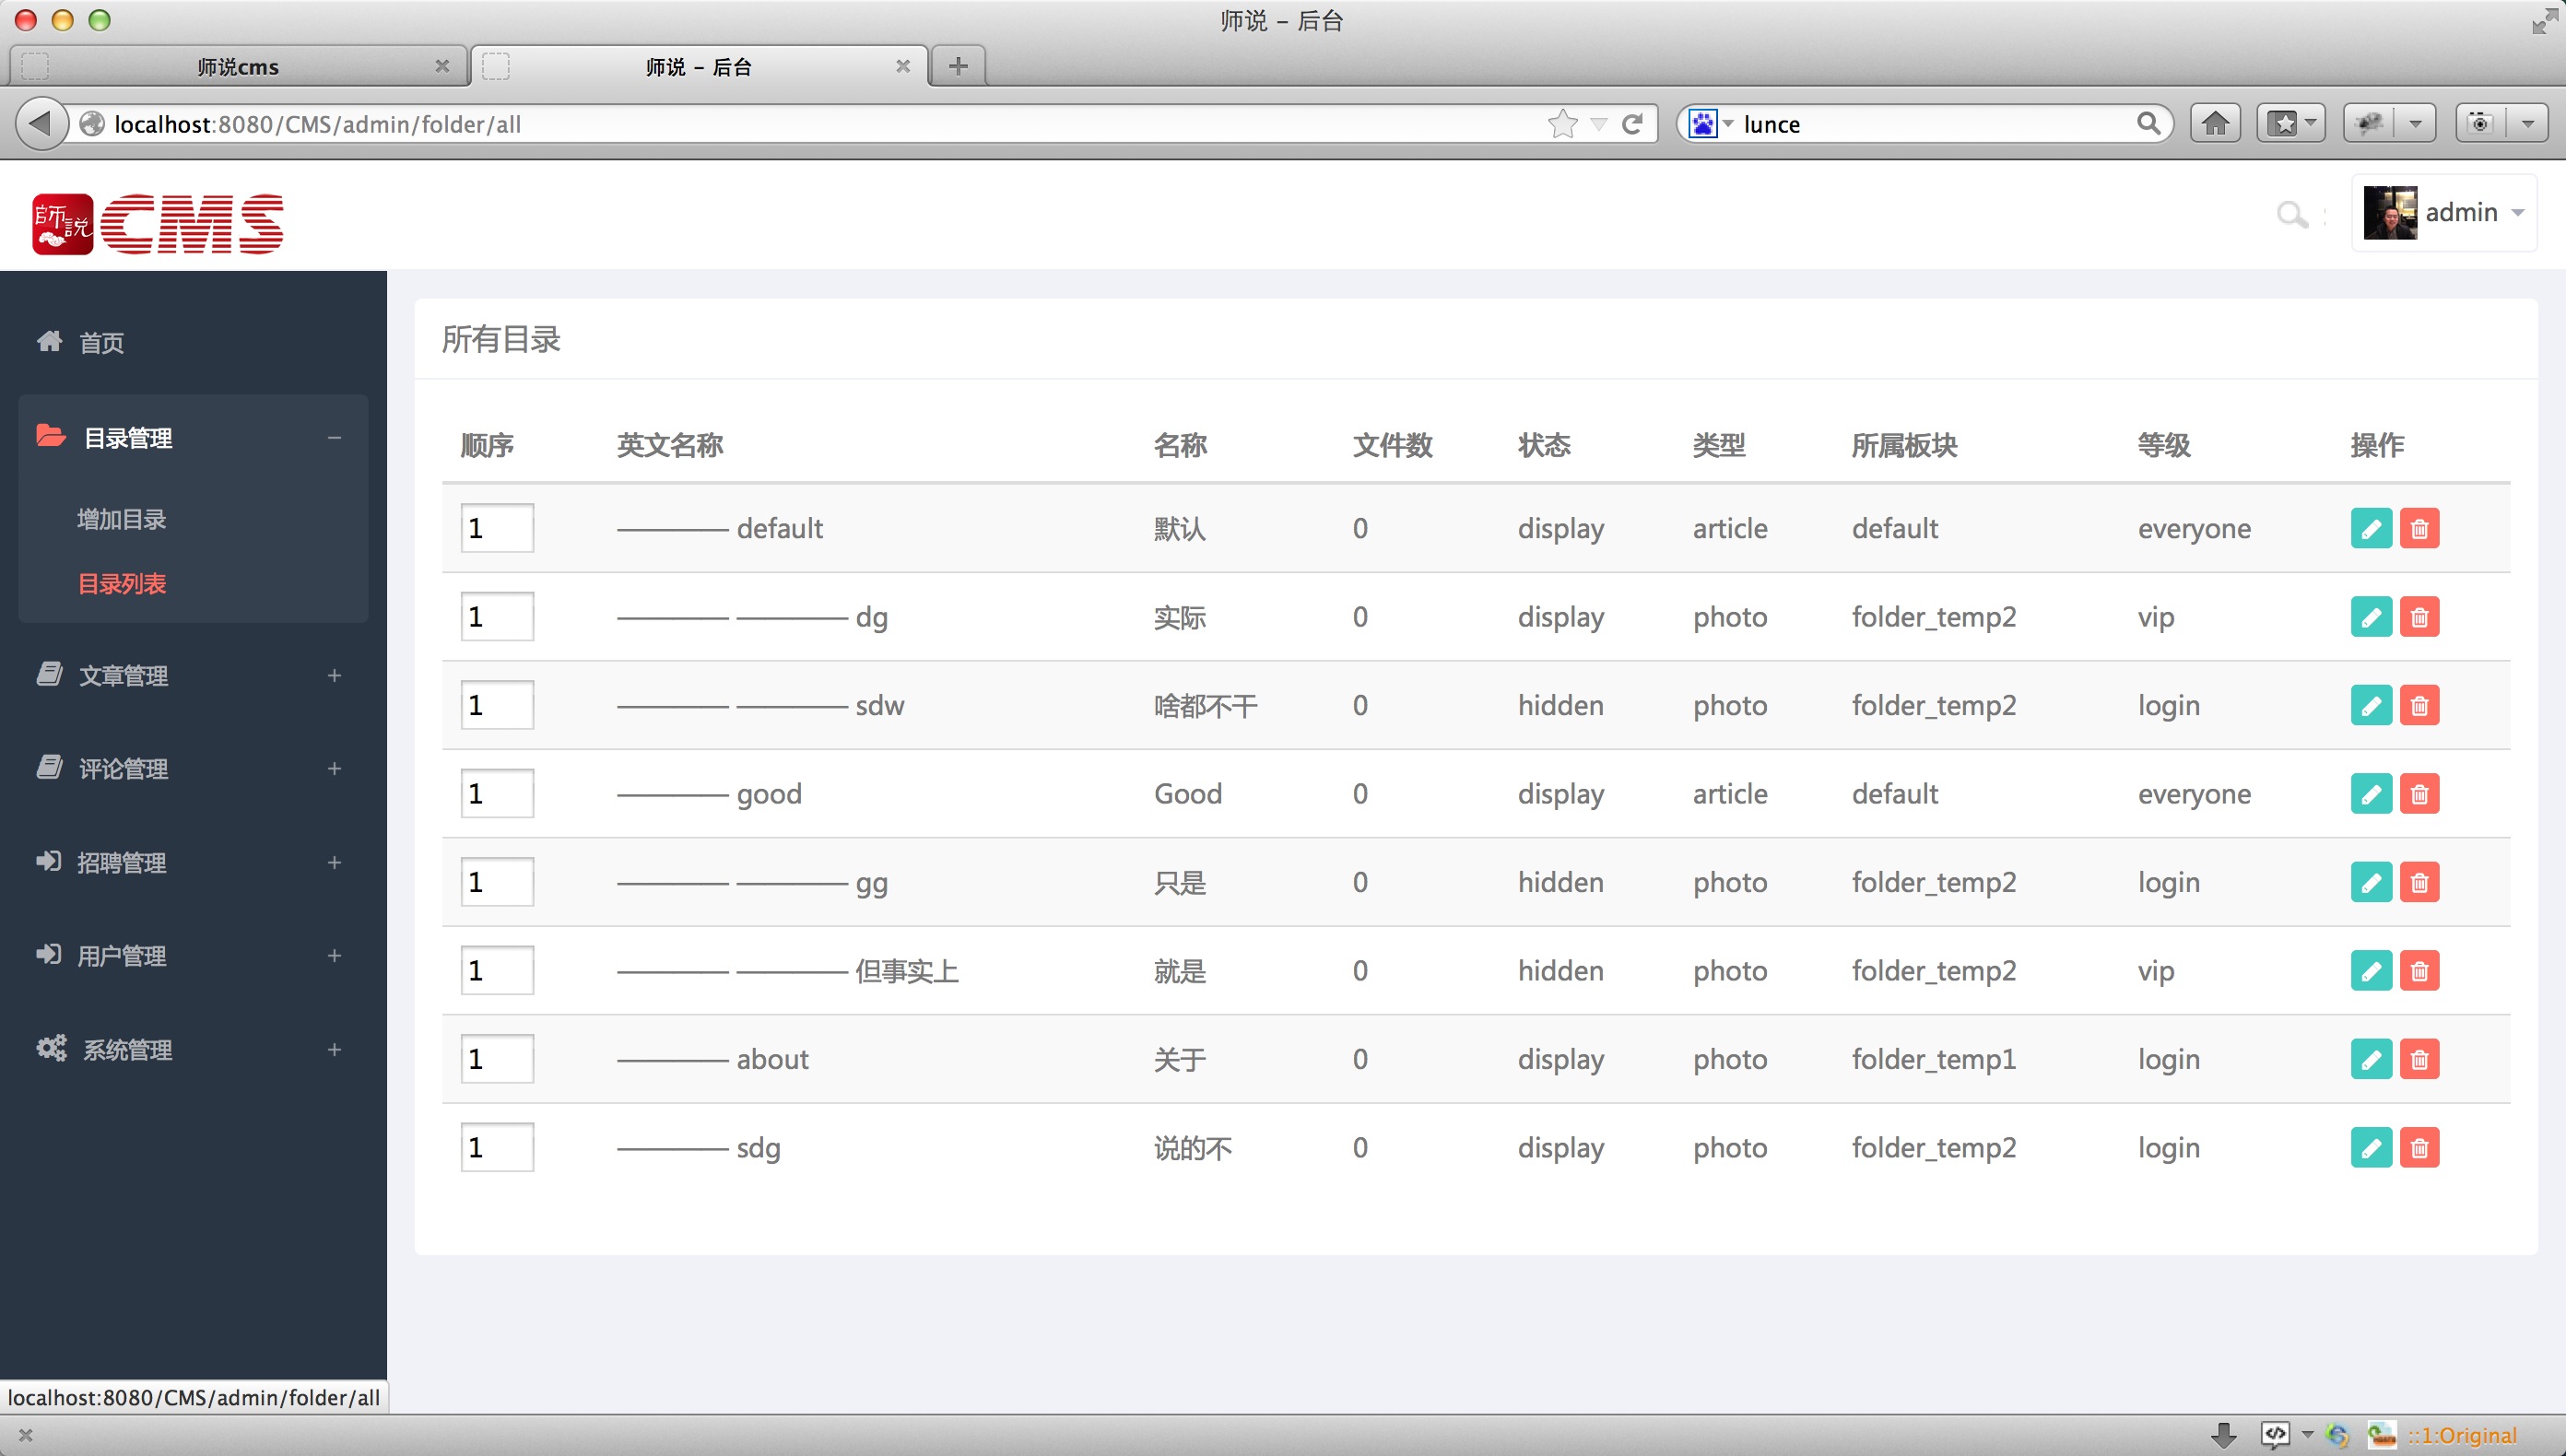 师说 – 后台
师说cms
师说 – 后台
localhost:8080/CMS/admin/folder/all
lunce
師説 CMS
admin
首页
目录管理
增加目录
目录列表
文章管理
评论管理
招聘管理
用户管理
系统管理
所有目录
顺序 英文名称 名称 文件数 状态 类型 所属板块 等级 操作
1 ———— default 默认 0 display article default everyone
1 ———— ———— dg 实际 0 display photo folder_temp2 vip
1 ———— ———— sdw 啥都不干 0 hidden photo folder_temp2 login
1 ———— good Good 0 display article default everyone
1 ———— ———— gg 只是 0 hidden photo folder_temp2 login
1 ———— ———— 但事实上 就是 0 hidden photo folder_temp2 vip
1 ———— about 关于 0 display photo folder_temp1 login
1 ———— sdg 说的不 0 display photo folder_temp2 login
localhost:8080/CMS/admin/folder/all
::1:Original